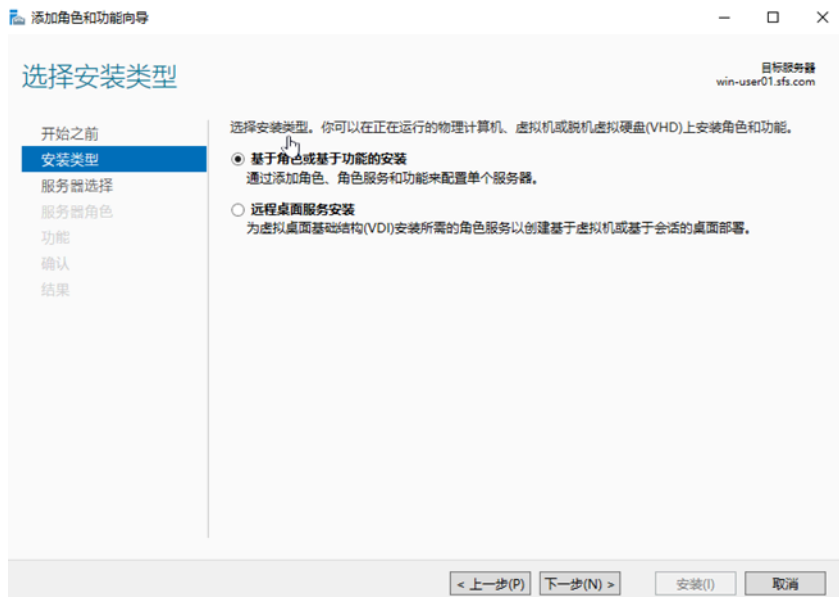 添加角色和功能向导
选择安装类型
目标服务器
win-user01.sfs.com
开始之前
安装类型
服务器选择
服务器角色
功能
确认
结果
选择安装类型。你可以在正在运行的物理计算机、虚拟机或脱机虚拟硬盘(VHD)上安装角色和功能。
基于角色或基于功能的安装
通过添加角色、角色服务和功能来配置单个服务器。
远程桌面服务安装
为虚拟桌面基础结构(VDI)安装所需的角色服务以创建基于虚拟机或基于会话的桌面部署。
< 上一步(P) 下一步(N) > 安装(I) 取消